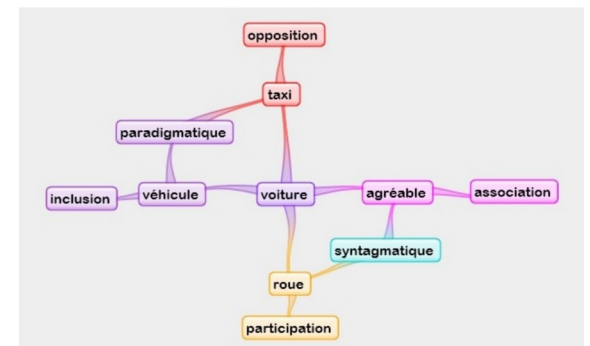 opposition
taxi
paradigmatique
inclusion
véhicule
voiture
agréable
association
syntagmatique
roue
participation